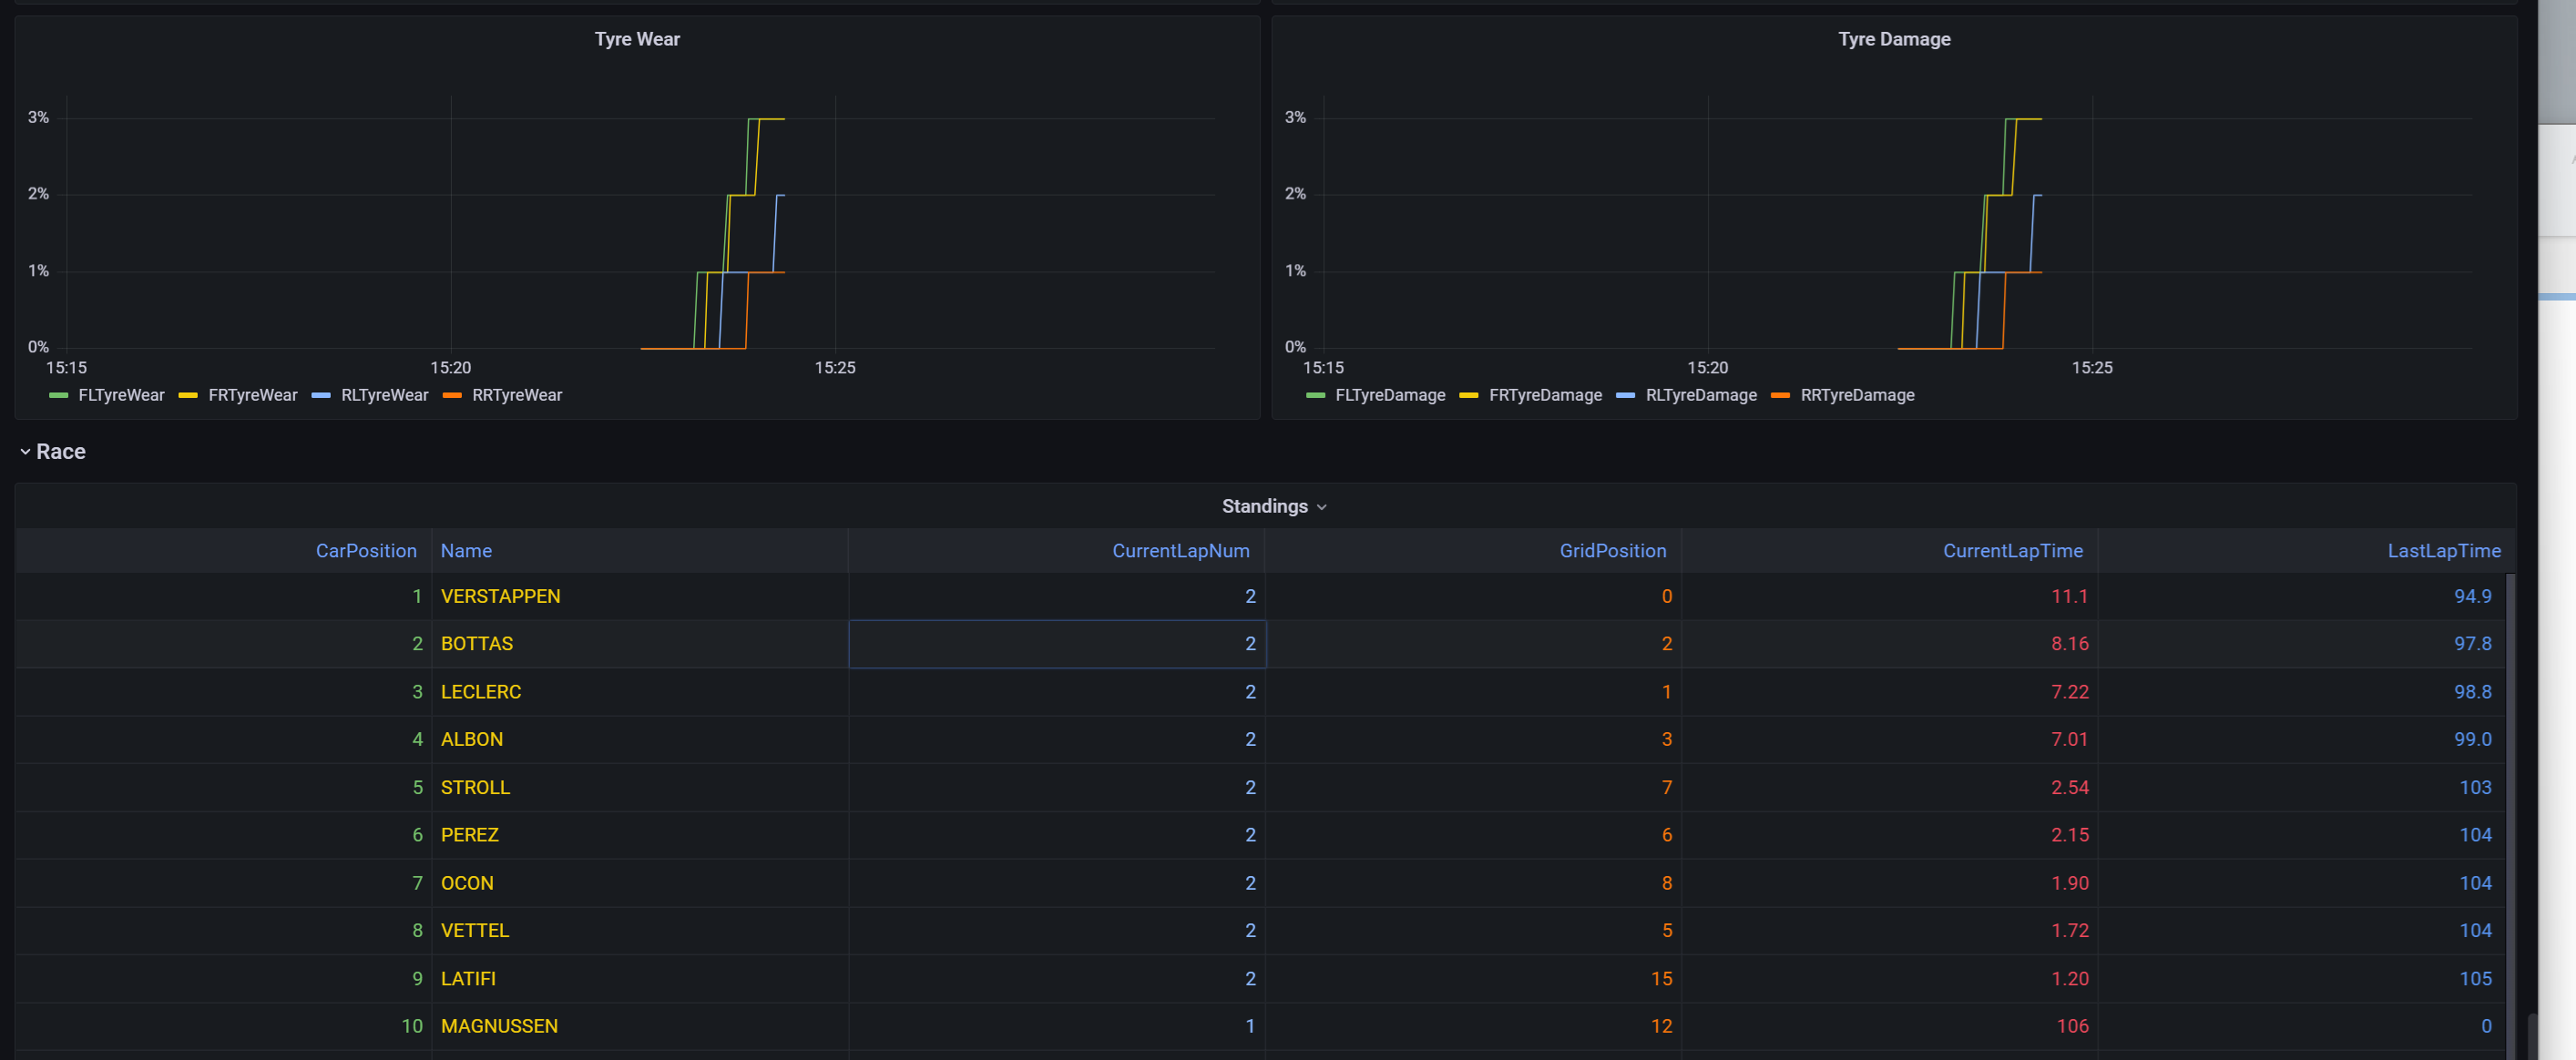 Tyre Wear
3%
2%
1%
0%
15:15 15:20 15:25
FLTyreWear FRTyreWear RLTyreWear RRTyreWear
Tyre Damage
3%
2%
1%
0%
15:15 15:20 15:25
FLTyreDamage FRTyreDamage RLTyreDamage RRTyreDamage
Race
Standings
CarPosition Name CurrentLapNum GridPosition CurrentLapTime LastLapTime
1 VERSTAPPEN 2 0 11.1 94.9
2 BOTTAS 2 2 8.16 97.8
3 LECLERC 2 1 7.22 98.8
4 ALBON 2 3 7.01 99.0
5 STROLL 2 7 2.54 103
6 PEREZ 2 6 2.15 104
7 OCON 2 8 1.90 104
8 VETTEL 2 5 1.72 104
9 LATIFI 2 15 1.20 105
10 MAGNUSSEN 1 12 106 0